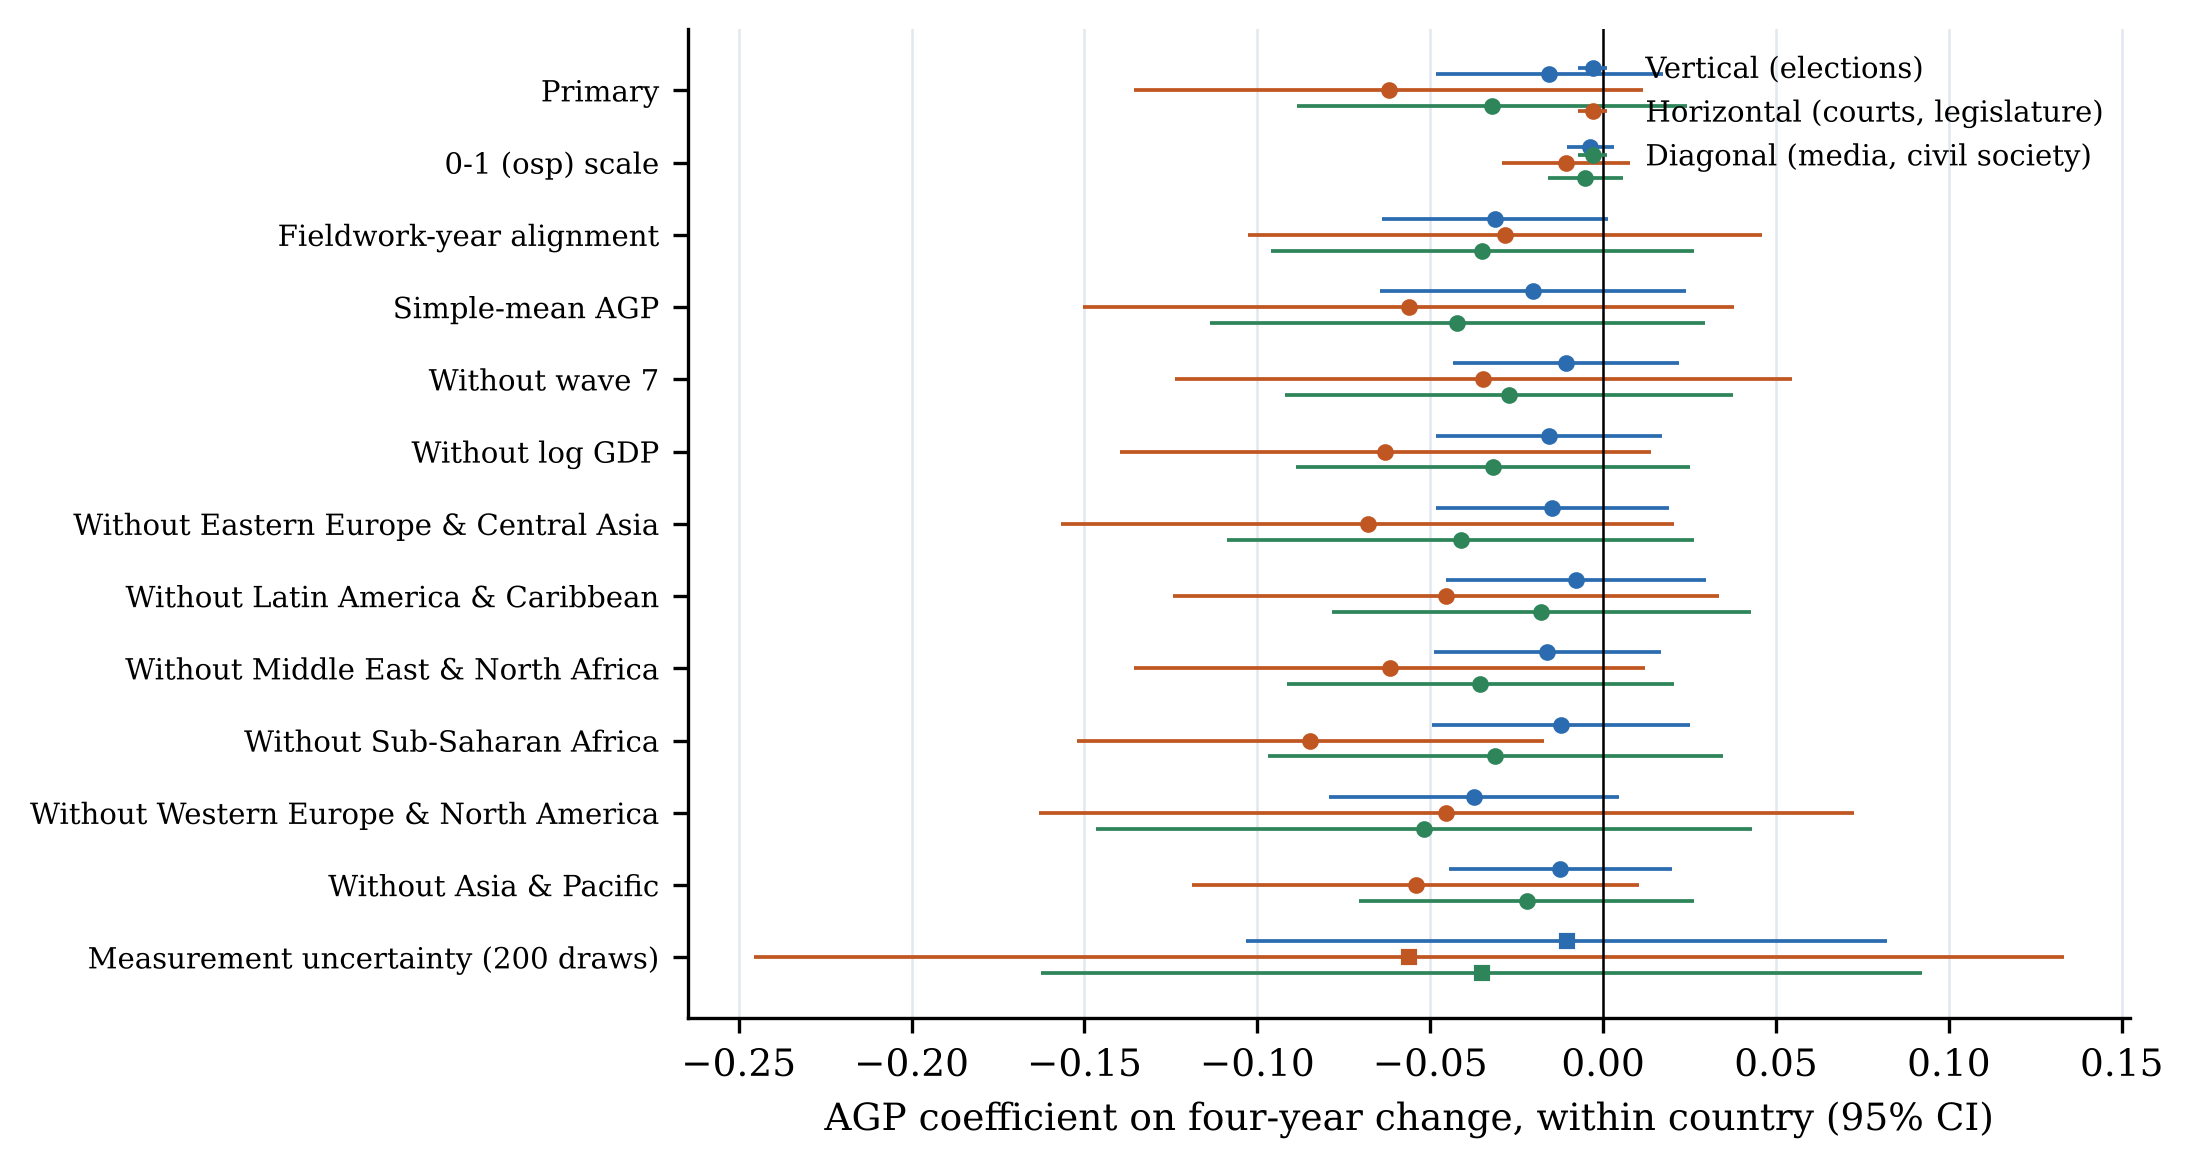 Vertical (elections)
Primary
Horizontal (courts, legislature)
Diagonal (media, civil society)
0-1 (osp) scale
Fieldwork-year alignment
Simple-mean AGP
Without wave 7
Without log GDP
Without Eastern Europe & Central Asia
Without Latin America & Caribbean
Without Middle East & North Africa
Without Sub-Saharan Africa
Without Western Europe & North America
Without Asia & Pacific
Measurement uncertainty (200 draws)
−0.25 −0.20 −0.15 −0.10 −0.05 0.00 0.05 0.10 0.15
AGP coefficient on four-year change, within country (95% CI)